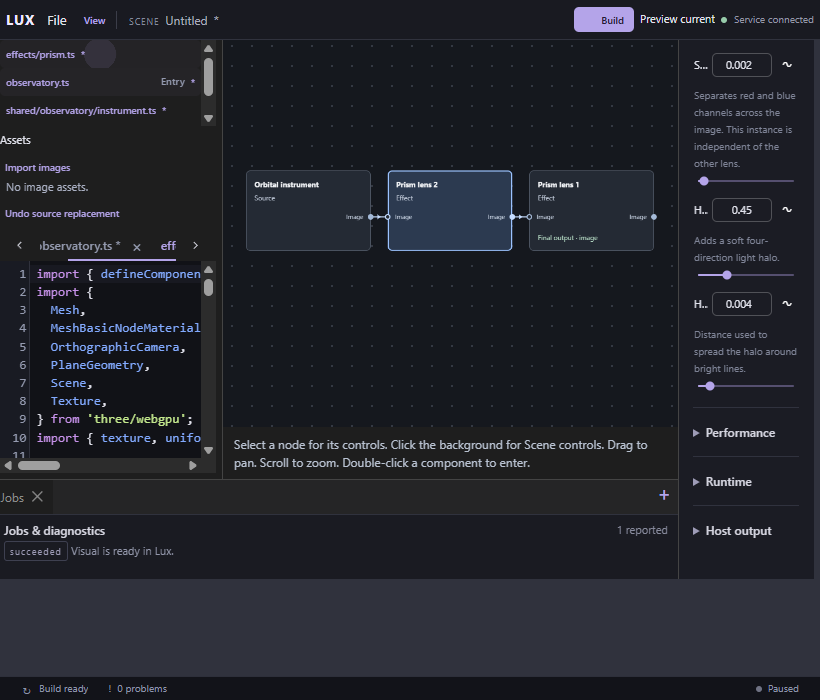 LUX File View SCENE Untitled * Build Preview current Service connected
effects/prism.ts *
observatory.ts Entry *
shared/observatory/instrument.ts *
Assets
Import images
No image assets.
Undo source replacement
bservatory.ts * × eff
1 import { defineComponen
2 import {
3 Mesh,
4 MeshBasicNodeMaterial
5 OrthographicCamera,
6 PlaneGeometry,
7 Scene,
8 Texture,
9 } from 'three/webgpu';
10 import { texture, unifo
11
Orbital instrument
Source
Image
Prism lens 2
Effect
Image Image
Prism lens 1
Effect
Image Image
Final output · image
Select a node for its controls. Click the background for Scene controls. Drag to
pan. Scroll to zoom. Double-click a component to enter.
S... 0.002
Separates red and blue
channels across the
image. This instance is
independent of the
other lens.
H... 0.45
Adds a soft four-
direction light halo.
H... 0.004
Distance used to
spread the halo around
bright lines.
Performance
Runtime
Host output
Jobs
Jobs & diagnostics 1 reported
succeeded Visual is ready in Lux.
Build ready ! 0 problems Paused